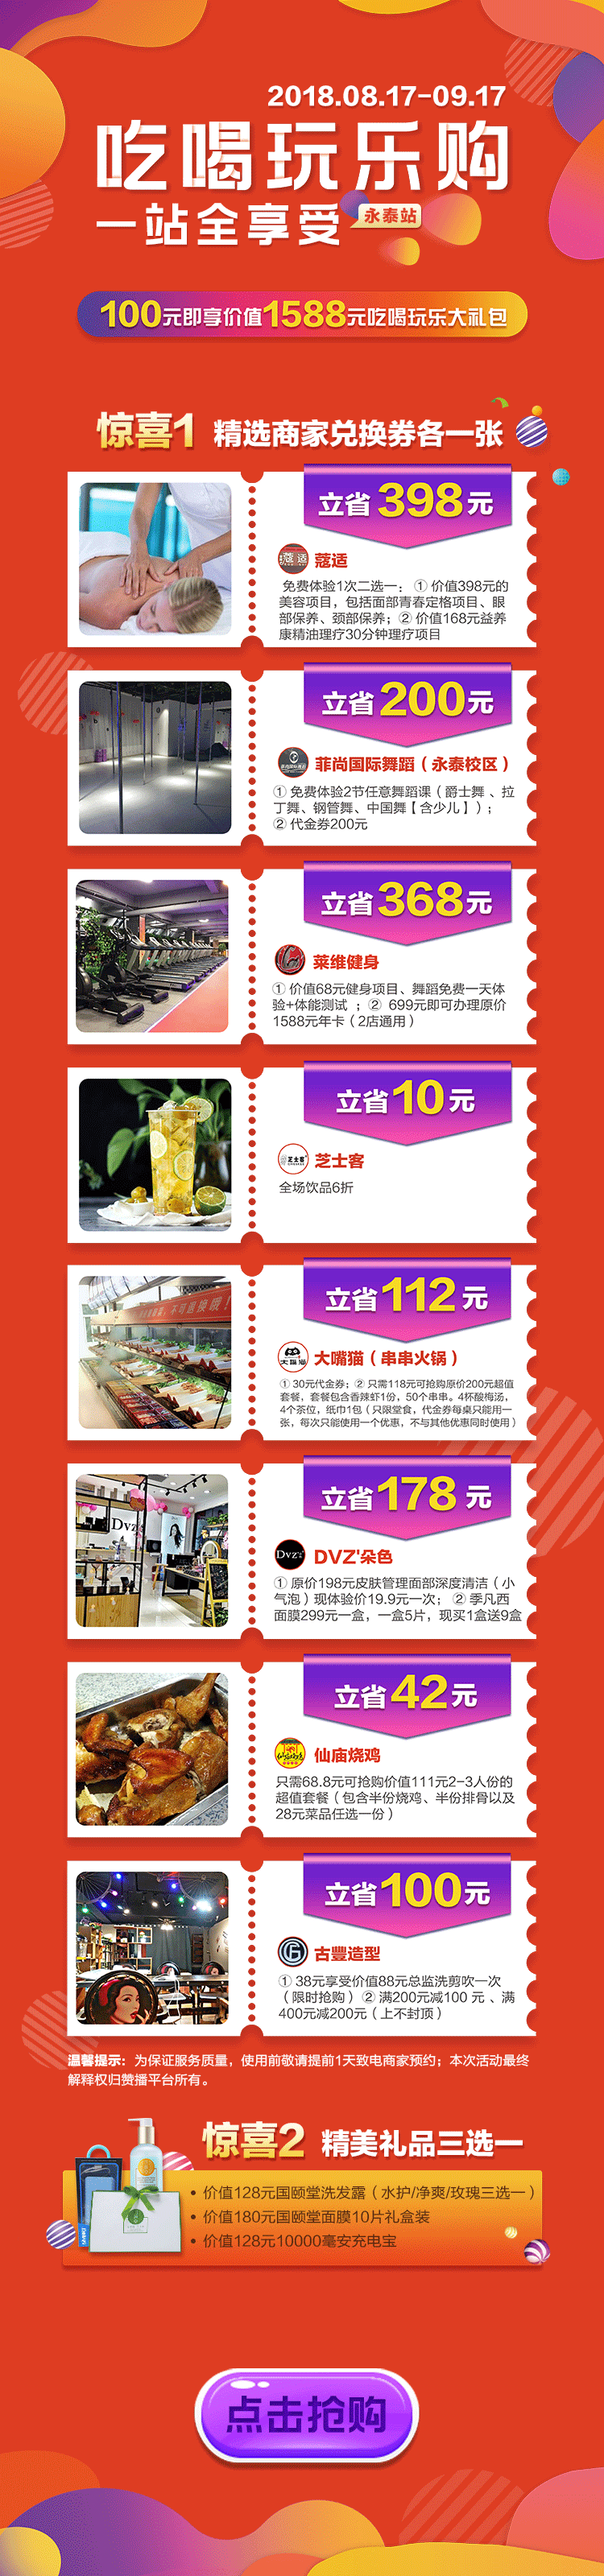 2018.08.17-09.17
吃喝玩乐购
一站全享受 永泰站
100元即享价值1588元吃喝玩乐大礼包
惊喜1 精选商家兑换券各一张
立省398元
蔻适 蔻适
免费体验1次二选一： ① 价值398元的
美容项目，包括面部青春定格项目、眼
部保养、颈部保养；② 价值168元益养
康精油理疗30分钟理疗项目
立省200元
菲尚国际舞蹈（永泰校区）
① 免费体验2节任意舞蹈课（爵士舞 、拉
丁舞、钢管舞、中国舞【含少儿】）；
② 代金券200元
立省368元
莱维健身
① 价值68元健身项目、舞蹈免费一天体
验+体能测试 ；② 699元即可办理原价
1588元年卡（2店通用）
立省10元
芝士客 芝士客
全场饮品6折
不可直接哦！
立省112元
大嘴猫 大嘴猫（串串火锅）
① 30元代金券；② 只需118元可抢购原价200元超值
套餐，套餐包含香辣虾1份，50个串串。4杯酸梅汤，
4个茶位，纸巾1包（只限堂食，代金券每桌只能用一
张，每次只能使用一个优惠，不与其他优惠同时使用）
Dvz
立省178元
Dvz' DVZ'朵色
① 原价198元皮肤管理面部深度清洁（小
气泡）现体验价19.9元一次； ② 季凡西
面膜299元一盒，一盒5片，现买1盒送9盒
立省42元
仙庙烧鸡
只需68.8元可抢购价值111元2-3人份的
超值套餐（包含半份烧鸡、半份排骨以及
28元菜品任选一份）
立省100元
G 古豐造型
① 38元享受价值88元总监洗剪吹一次
（限时抢购） ② 满200元减100 元 、满
400元减200元（上不封顶）
温馨提示：为保证服务质量，使用前敬请提前1天致电商家预约；本次活动最终
解释权归赞播平台所有。
惊喜2 精美礼品三选一
• 价值128元国颐堂洗发露（水护/净爽/玫瑰三选一）
• 价值180元国颐堂面膜10片礼盒装
• 价值128元10000毫安充电宝
点击抢购